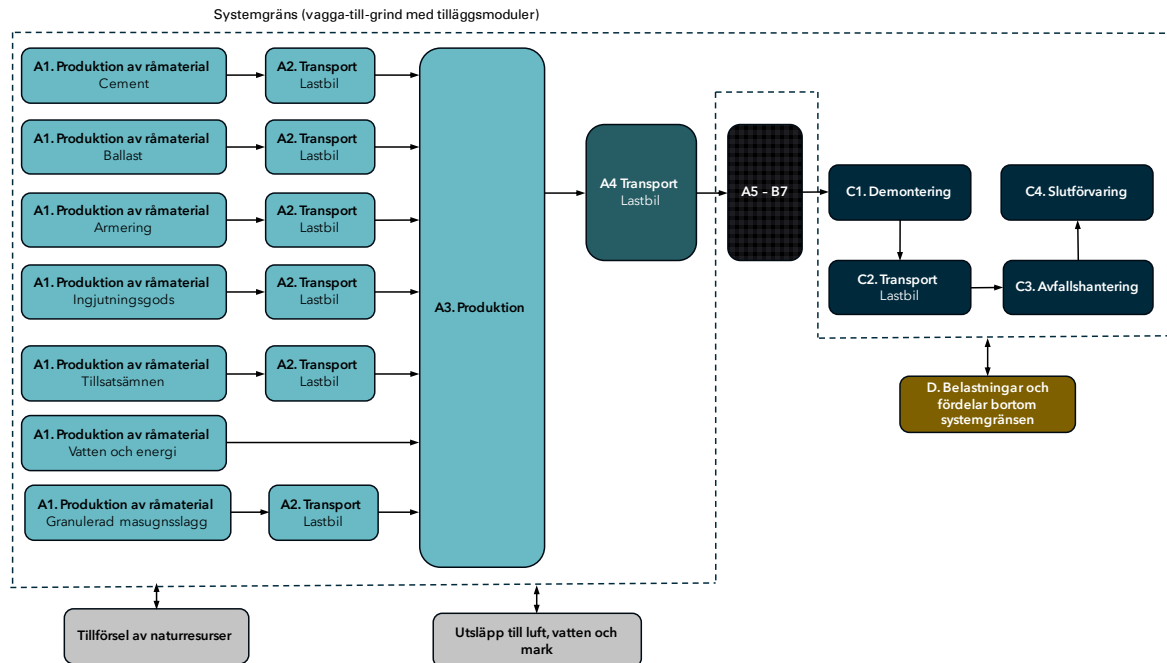 Systemgräns (vagga-till-grind med tilläggsmoduler)
A1. Produktion av råmaterial
Cement
A2. Transport
Lastbil
A1. Produktion av råmaterial
Ballast
A2. Transport
Lastbil
A1. Produktion av råmaterial
Armering
A2. Transport
Lastbil
A1. Produktion av råmaterial
Ingjutningsgods
A2. Transport
Lastbil
A1. Produktion av råmaterial
Tillsatsämnen
A2. Transport
Lastbil
A1. Produktion av råmaterial
Vatten och energi
A1. Produktion av råmaterial
Granulerad masugnsslagg
A2. Transport
Lastbil
A3. Produktion
A4 Transport
Lastbil
A5 – B7
C1. Demontering
C4. Slutförvaring
C2. Transport
Lastbil
C3. Avfallshantering
D. Belastningar och
fördelar bortom
systemgränsen
Tillförsel av naturresurser
Utsläpp till luft, vatten och
mark